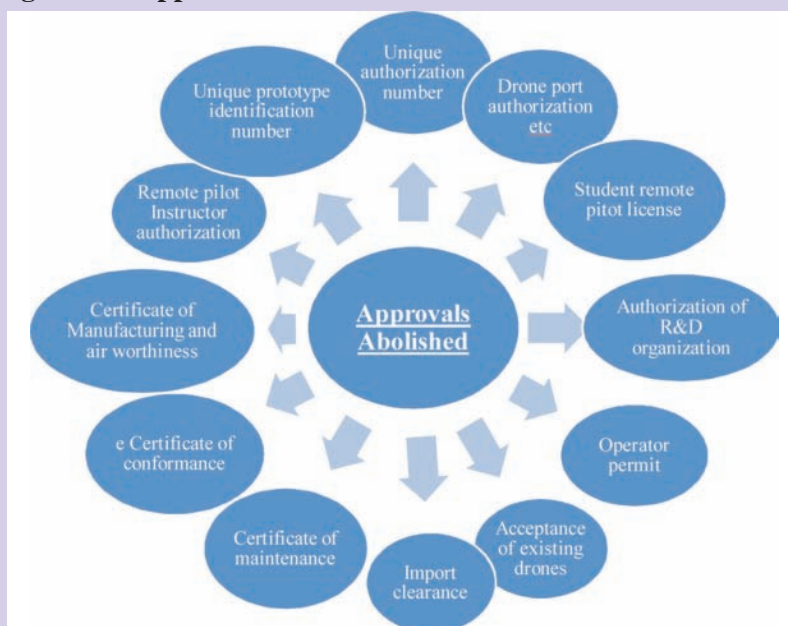 Unique
authorization
number
Drone port
authorization
etc
Student remote
pitot license
Authorization of
R&D
organization
Operator
permit
Acceptance
of existing
drones
Import
clearance
Certificate of
maintenance
e Certificate of
conformance
Certificate of
Manufacturing and
air worthiness
Remote pilot
Instructor
authorization
Unique prototype
identification
number
Approvals
Abolished